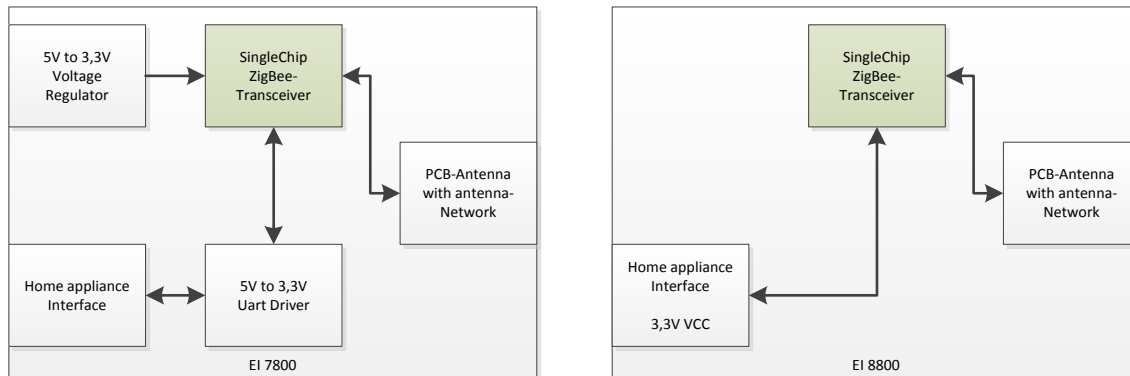 5V to 3,3V
Voltage
Regulator
SingleChip
ZigBee-
Transceiver
PCB-Antenna
with antenna-
Network
Home appliance
Interface
5V to 3,3V
Uart Driver
EI 7800
SingleChip
ZigBee-
Transceiver
PCB-Antenna
with antenna-
Network
Home appliance
Interface
3,3V VCC
EI 8800